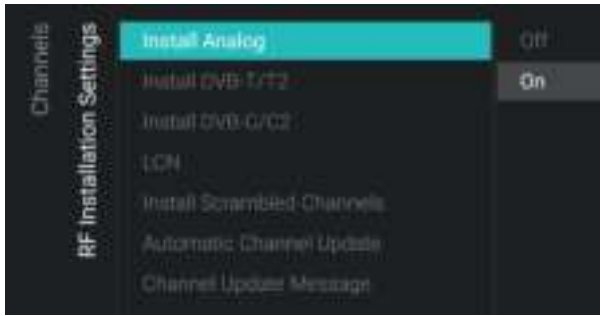 Channels
RF Installation Settings
Install Analog
Install DVB-T/T2
Install DVB-C/C2
LCN
Install Scrambled Channels
Automatic Channel Update
Channel Update Message
Off
On